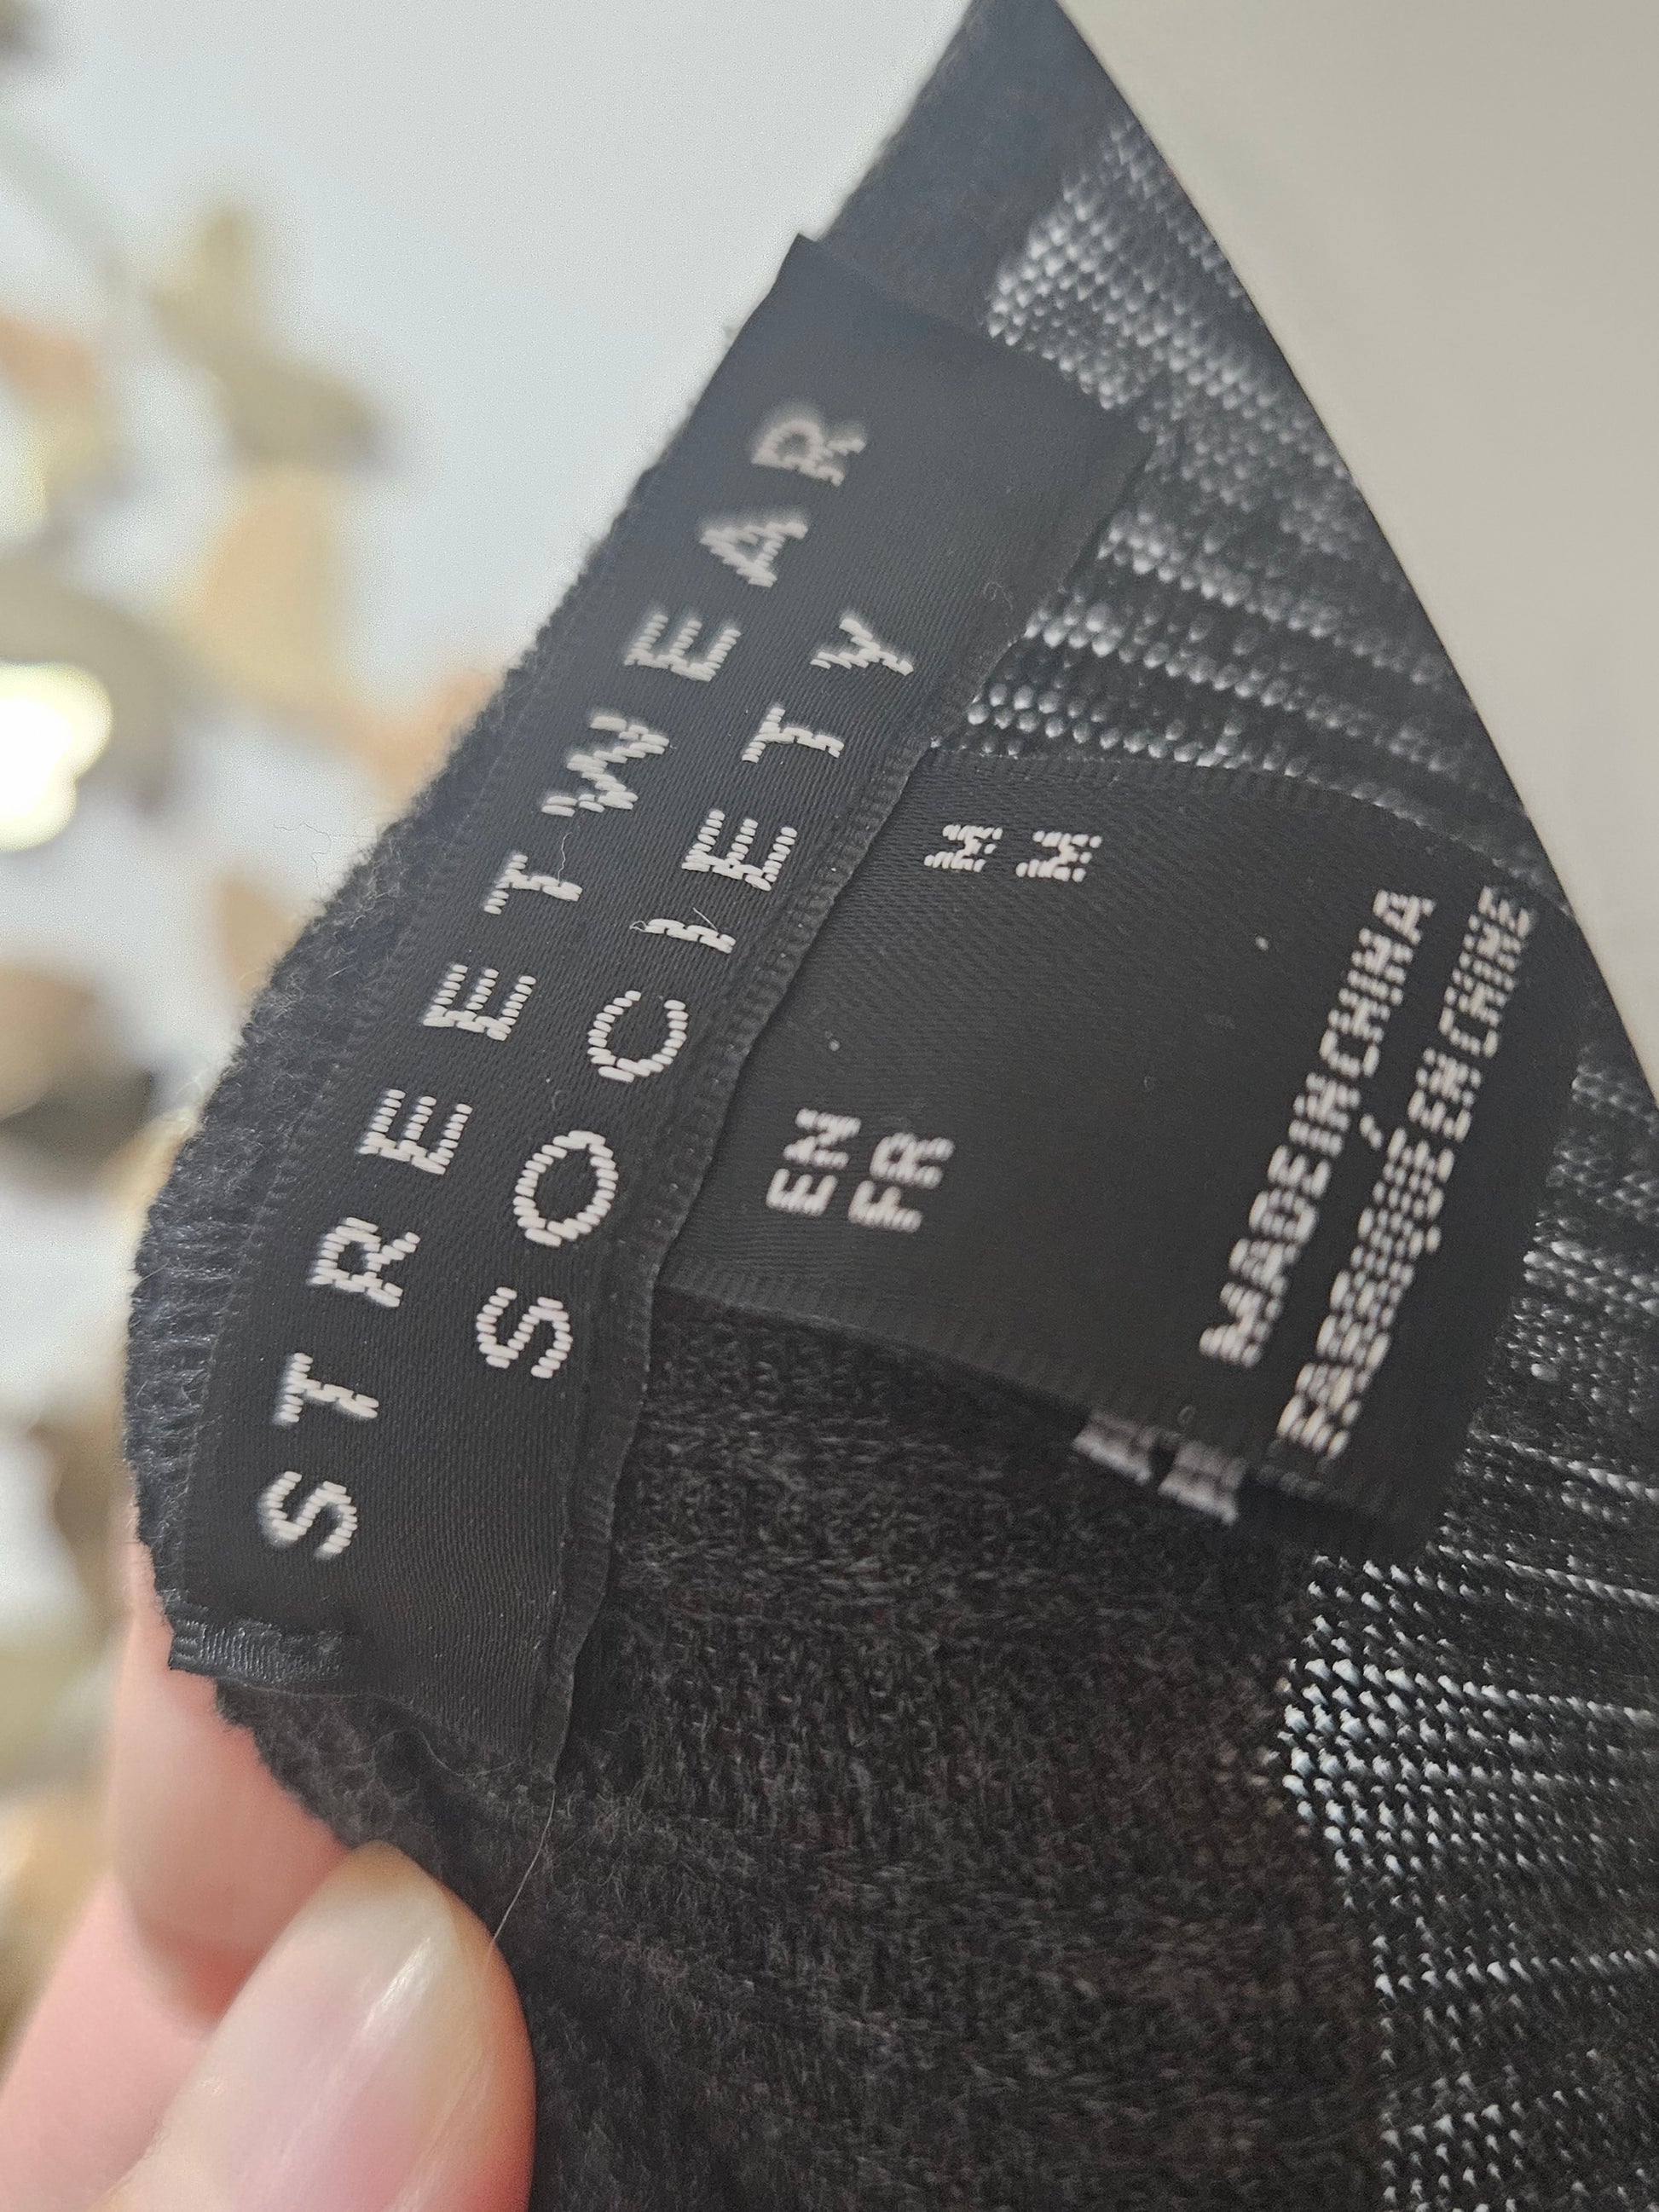 STREETWEAR
SOCIETY
EN M
FR M
MADE IN CHINA
FABRIQUÉ EN CHINE